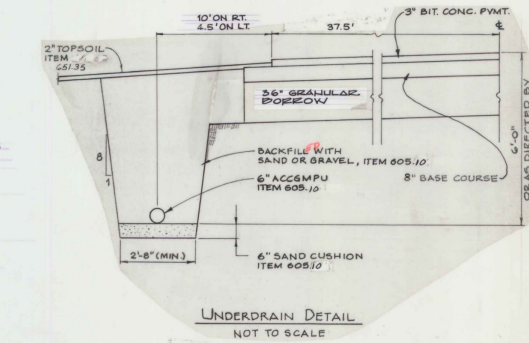 10' ON RT.
4.5' ON LT.
37.5'
3" BIT. CONC. PVMT.
℄
2" TOPSOIL
ITEM
651.35
36" GRANULAR
BORROW
8
1
BACKFILL WITH
SAND OR GRAVEL, ITEM 605.10
6" ACCGMPU
ITEM 605.10
8" BASE COURSE
6'-0"
OR AS DIRECTED BY
2'-8" (MIN.)
6" SAND CUSHION
ITEM 605.10
UNDERDRAIN DETAIL
NOT TO SCALE